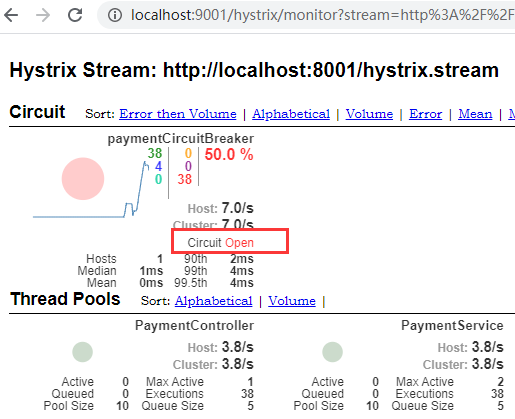 localhost:9001/hystrix/monitor?stream=http%3A%2F%2F
Hystrix Stream: http://localhost:8001/hystrix.stream
Circuit Sort: Error then Volume | Alphabetical | Volume | Error | Mean |
paymentCircuitBreaker
38 0 50.0 %
4 0
0 38
Host: 7.0/s
Cluster: 7.0/s
Circuit Open
Hosts 1 90th 2ms
Median 1ms 99th 4ms
Mean 0ms 99.5th 4ms
Thread Pools Sort: Alphabetical | Volume |
PaymentController PaymentService
Host: 3.8/s Host: 3.8/s
Cluster: 3.8/s Cluster: 3.8/s
Active 0 Max Active 1 Active 0 Max Active 2
Queued 0 Executions 38 Queued 0 Executions 38
Pool Size 10 Queue Size 5 Pool Size 10 Queue Size 5